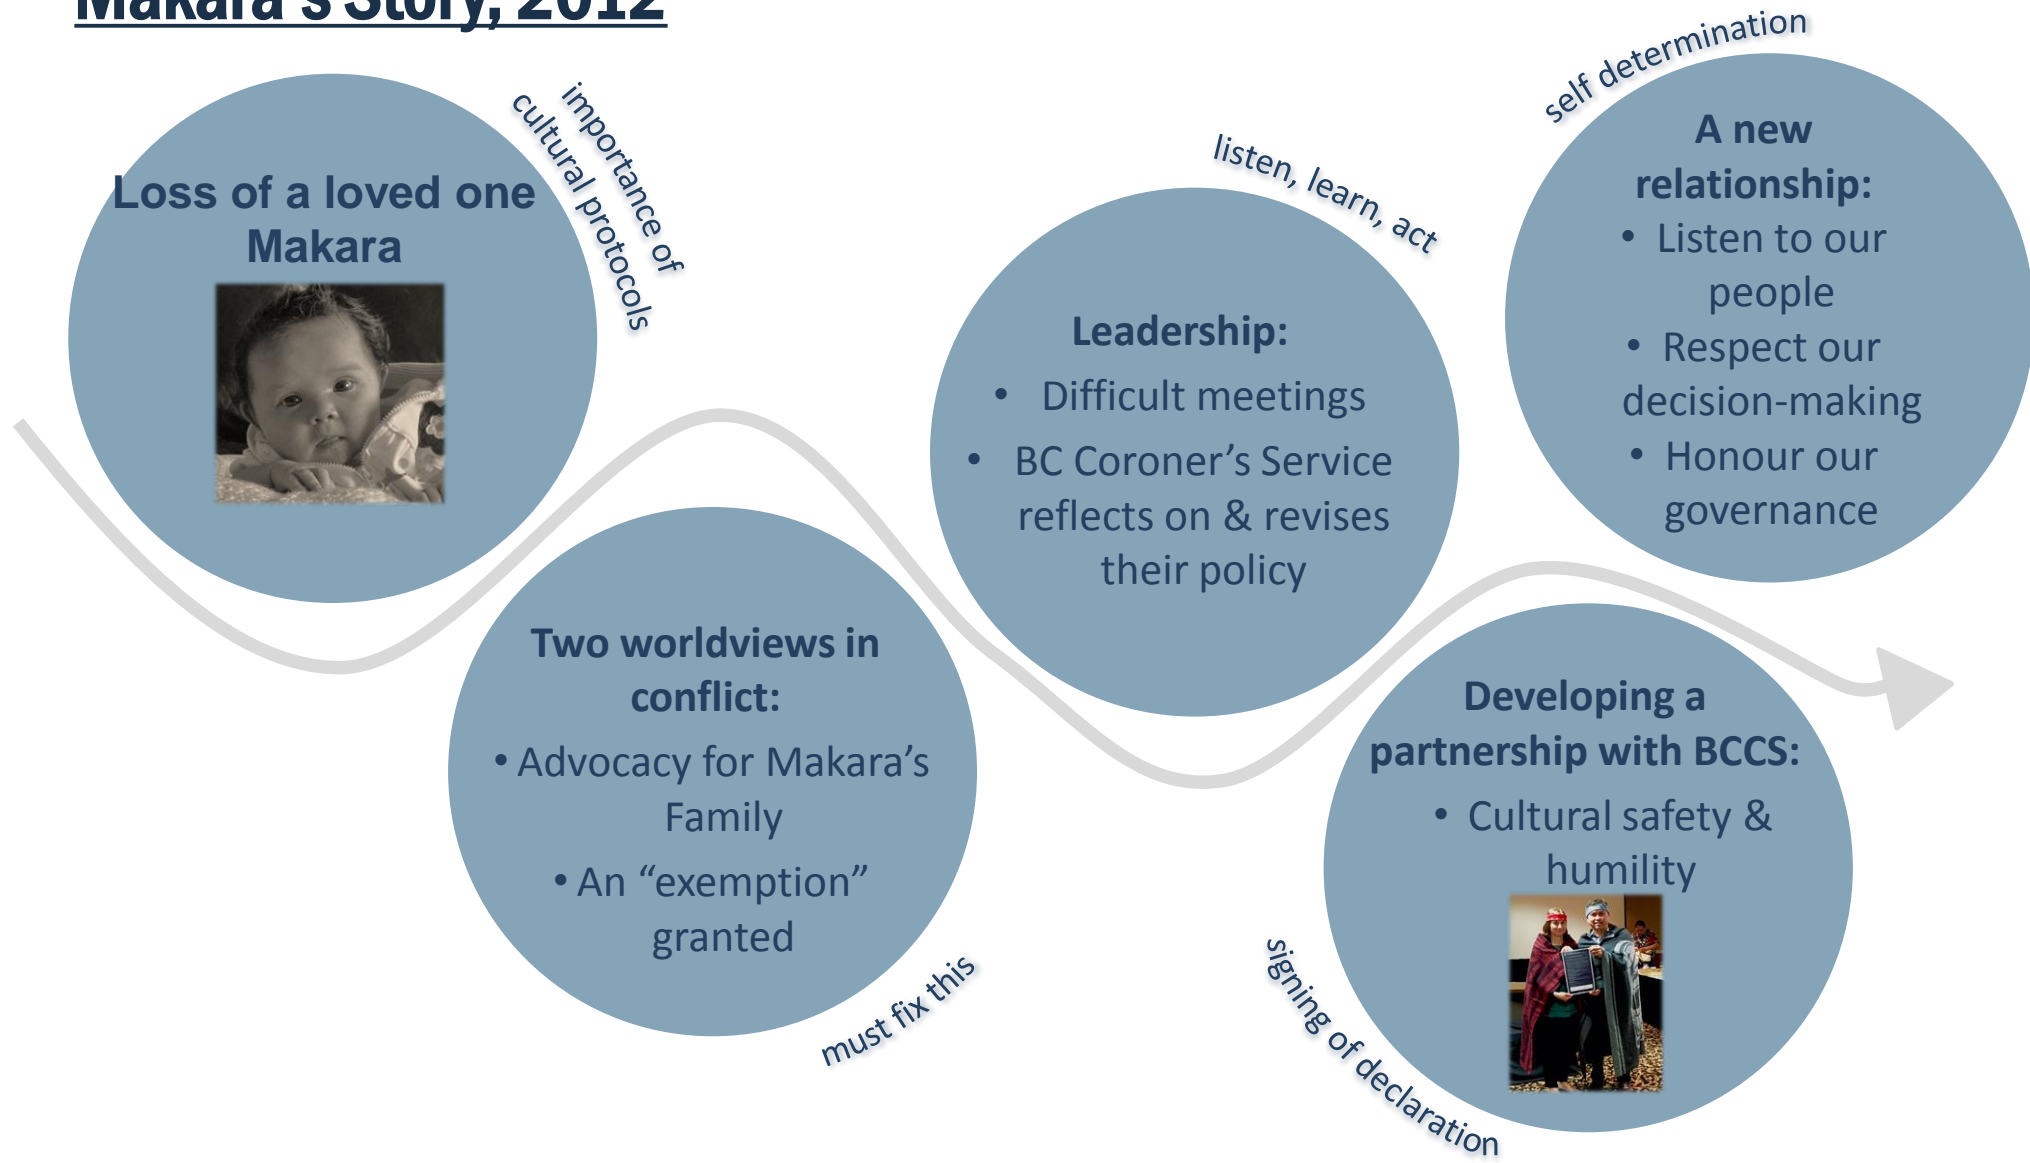 Makara's Story, 2012
importance of
cultural protocols
Loss of a loved one
Makara
Two worldviews in
conflict:
• Advocacy for Makara's
Family
• An “exemption”
granted
must fix this
listen, learn, act
Leadership:
• Difficult meetings
• BC Coroner’s Service
reflects on & revises
their policy
Developing a
partnership with BCCS:
• Cultural safety &
humility
signing of declaration
self determination
A new
relationship:
• Listen to our
people
• Respect our
decision-making
• Honour our
governance